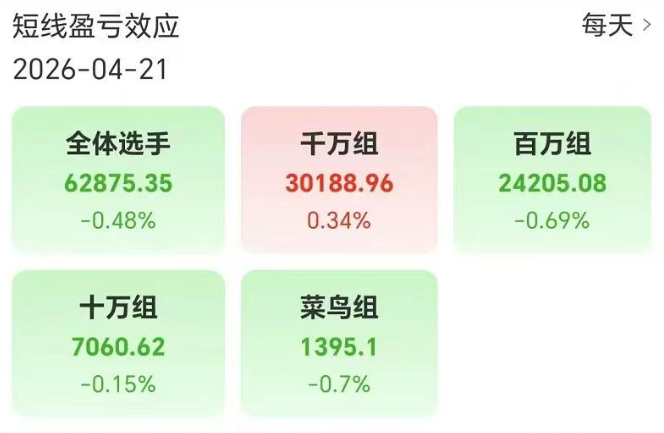 短线盈亏效应
每天 >
2026-04-21
全体选手
62875.35
-0.48%
千万组
30188.96
0.34%
百万组
24205.08
-0.69%
十万组
7060.62
-0.15%
菜鸟组
1395.1
-0.7%